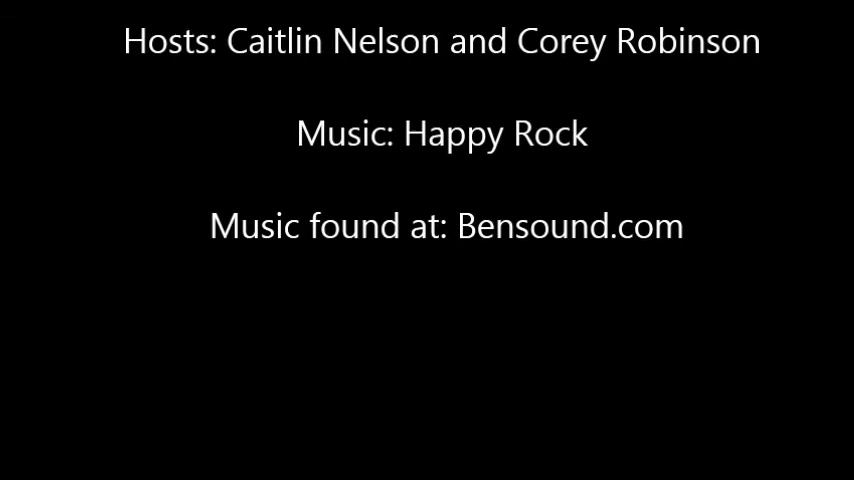 Hosts: Caitlin Nelson and Corey Robinson
Music: Happy Rock
Music found at: Bensound.com